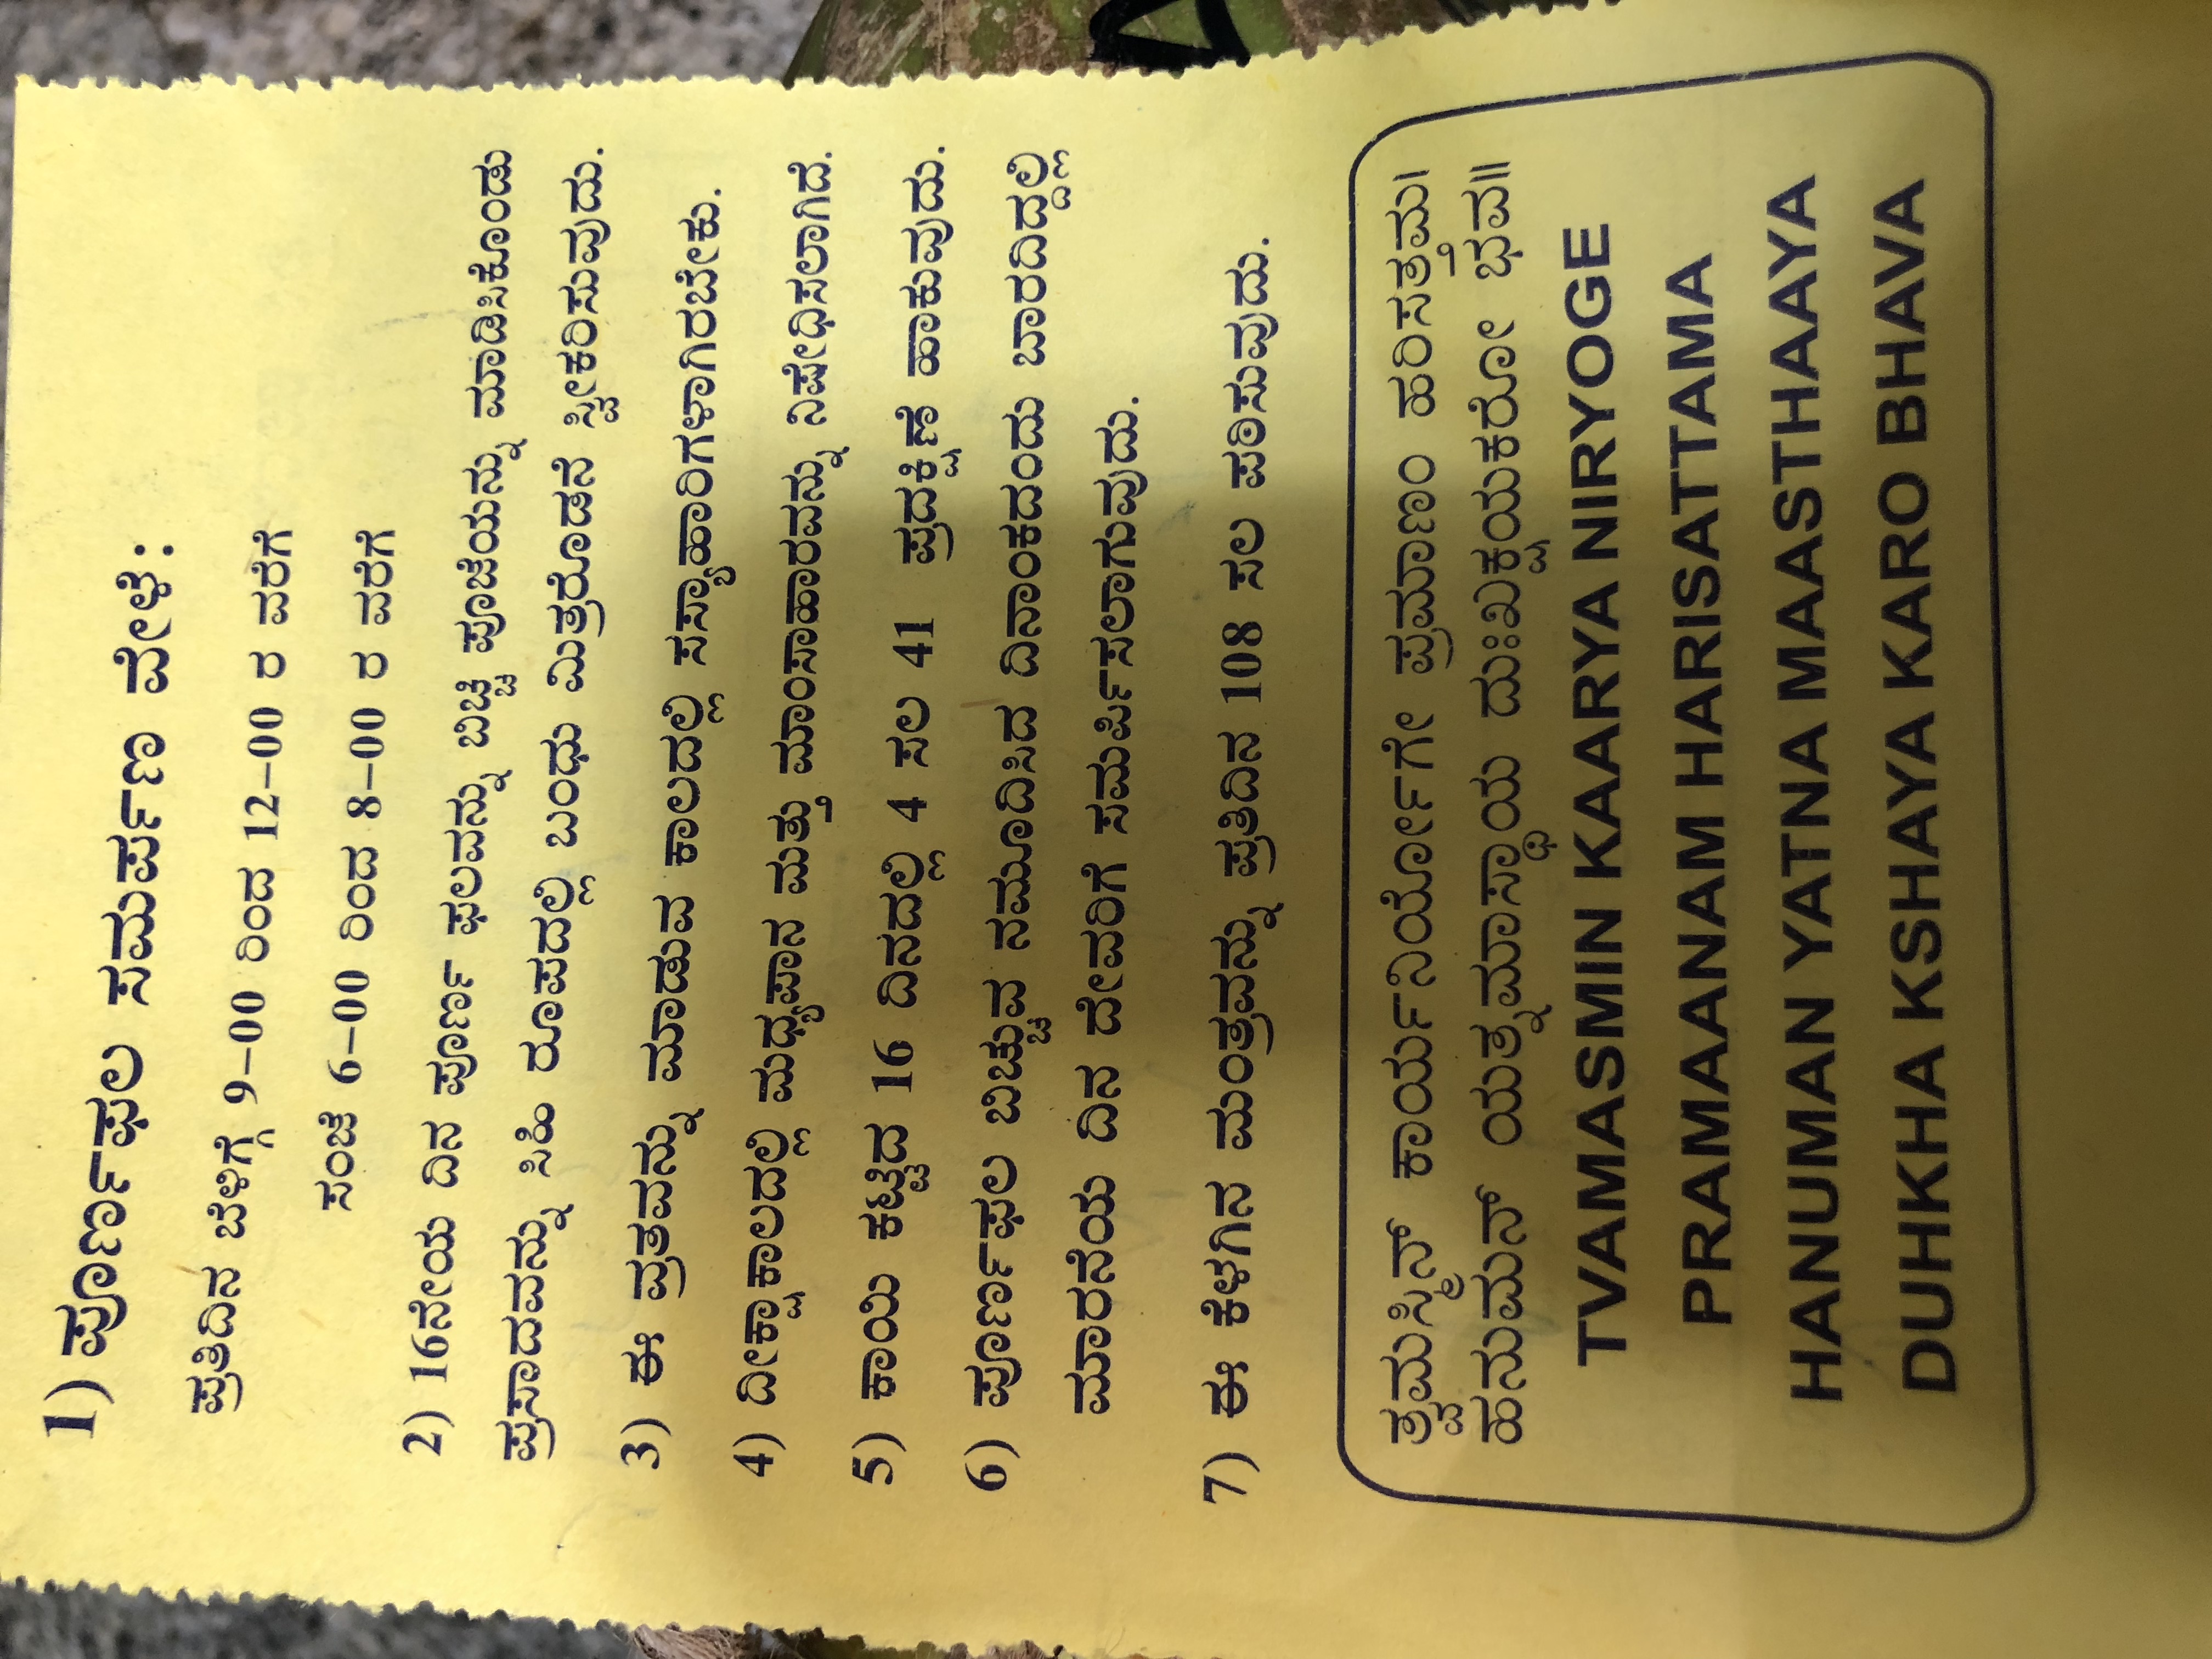 1) ಪೂರ್ಣಫಲ ಸಮರ್ಪಣ ವೇಳೆ:
ಪ್ರತಿದಿನ ಬೆಳಿಗ್ಗೆ 9–00 ರಿಂದ 12–00 ರ ವರೆಗೆ
ಸಂಜೆ 6–00 ರಿಂದ 8–00 ರ ವರೆಗೆ
2) 16ನೇಯ ದಿನ ಪೂರ್ಣ ಫಲವನ್ನು ಬಿಚ್ಚಿ ಪೂಜೆಯನ್ನು ಮಾಡಿಸಿಕೊಂಡು
ಪ್ರಸಾದವನ್ನು ಸಿಹಿ ರೂಪದಲ್ಲಿ ಬಂಧು ಮಿತ್ರರೊಡನೆ ಸ್ವೀಕರಿಸುವುದು.
3) ಈ ವ್ರತವನ್ನು ಮಾಡುವ ಕಾಲದಲ್ಲಿ ಸಸ್ಯಾಹಾರಿಗಳಾಗಿರಬೇಕು.
4) ದೀಕ್ಷಾಕಾಲದಲ್ಲಿ ಮಧ್ಯಪಾನ ಮತ್ತು ಮಾಂಸಾಹಾರವನ್ನು ನಿಷೇಧಿಸಲಾಗಿದೆ.
5) ಕಾಯಿ ಕಟ್ಟಿದ 16 ದಿನದಲ್ಲಿ 4 ಸಲ 41 ಪ್ರದಕ್ಷಿಣೆ ಹಾಕುವುದು.
6) ಪೂರ್ಣಫಲ ಬಿಚ್ಚುವ ನಮೂದಿಸಿದ ದಿನಾಂಕದಂದು ಬಾರದಿದ್ದಲ್ಲಿ
ಮಾರನೆಯ ದಿನ ದೇವರಿಗೆ ಸಮರ್ಪಿಸಲಾಗುವುದು.
7) ಈ ಕೆಳಗಿನ ಮಂತ್ರವನ್ನು ಪ್ರತಿದಿನ 108 ಸಲ ಪಠಿಸುವುದು.
ತ್ವಮಸ್ಮಿನ್ ಕಾರ್ಯನಿರ್ಯೋಗೇ ಪ್ರಮಾಣಂ ಹರಿಸತ್ತಮ।
ಹನುಮನ್ ಯತ್ನಮಾಸ್ಥಾಯ ದುಃಖಕ್ಷಯಕರೋ ಭವ॥
TVAMASMIN KAARYA NIRYOGE
PRAMAANAM HARISATTAMA
HANUMAN YATNA MAASTHAAYA
DUHKHA KSHAYA KARO BHAVA